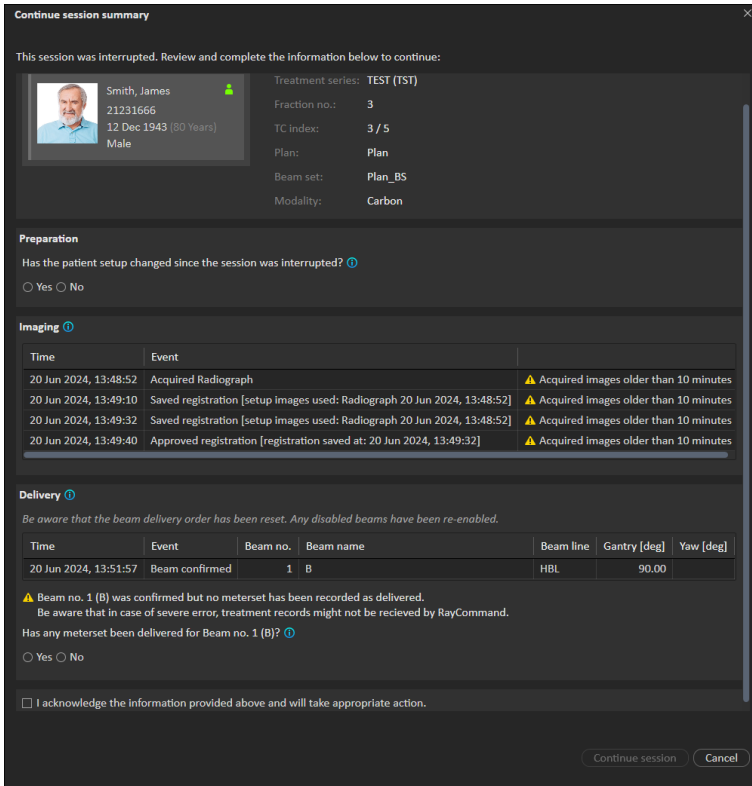 Continue session summary
This session was interrupted. Review and complete the information below to continue:
Smith, James
21231666
12 Dec 1943 (80 Years)
Male
Treatment series: TEST (TST)
Fraction no.: 3
TC index: 3 / 5
Plan: Plan
Beam set: Plan_BS
Modality: Carbon
Preparation
Has the patient setup changed since the session was interrupted?
Yes No
Imaging
Time Event
20 Jun 2024, 13:48:52 Acquired Radiograph Acquired images older than 10 minutes
20 Jun 2024, 13:49:10 Saved registration [setup images used: Radiograph 20 Jun 2024, 13:48:52] Acquired images older than 10 minutes
20 Jun 2024, 13:49:32 Saved registration [setup images used: Radiograph 20 Jun 2024, 13:48:52] Acquired images older than 10 minutes
20 Jun 2024, 13:49:40 Approved registration [registration saved at: 20 Jun 2024, 13:49:32] Acquired images older than 10 minutes
Delivery
Be aware that the beam delivery order has been reset. Any disabled beams have been re-enabled.
Time Event Beam no. Beam name Beam line Gantry [deg] Yaw [deg]
20 Jun 2024, 13:51:57 Beam confirmed 1 B HBL 90.00
Beam no. 1 (B) was confirmed but no meterset has been recorded as delivered.
Be aware that in case of severe error, treatment records might not be recieved by RayCommand.
Has any meterset been delivered for Beam no. 1 (B)?
Yes No
I acknowledge the information provided above and will take appropriate action.
Continue session Cancel